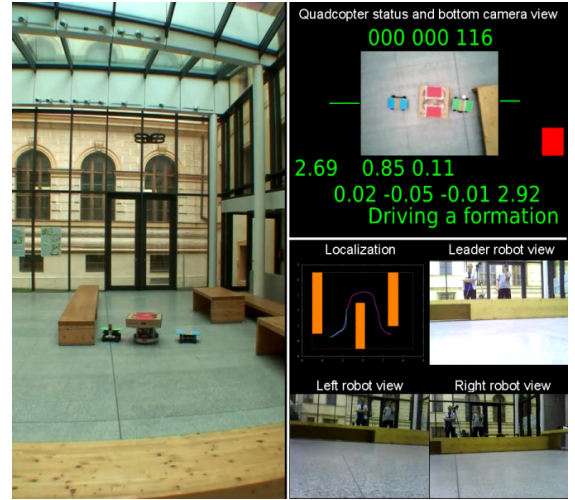 Quadcopter status and bottom camera view
000 000 116
2.69 0.85 0.11
0.02 -0.05 -0.01 2.92
Driving a formation
Localization
Leader robot view
Left robot view
Right robot view